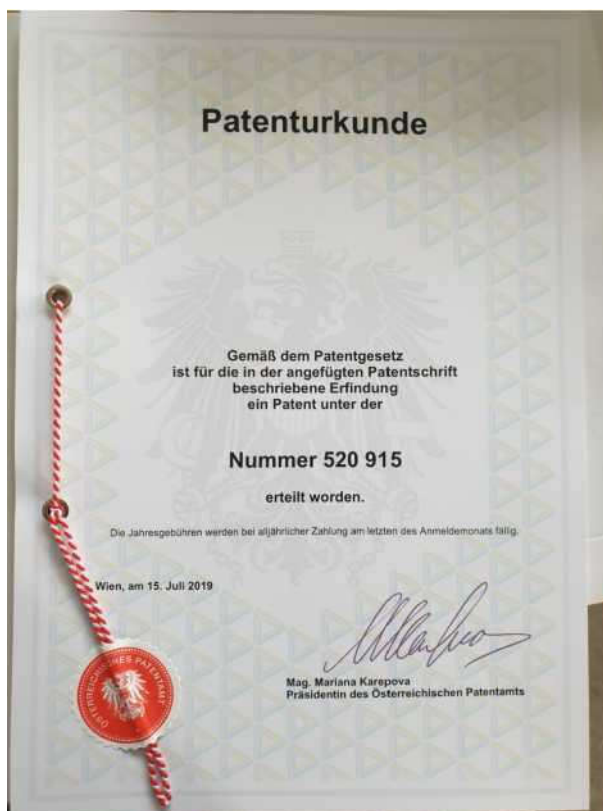 Patenturkunde
Gemäß dem Patentgesetz
ist für die in der angefügten Patentschrift
beschriebene Erfindung
ein Patent unter der
Nummer 520 915
erteilt worden.
Die Jahresgebühren werden bei alljährlicher Zahlung am letzten des Anmeldemonats fällig.
Wien, am 15. Juli 2019
Mag. Mariana Karepova
Präsidentin des Österreichischen Patentamts
ÖSTERREICHISCHES PATENTAMT